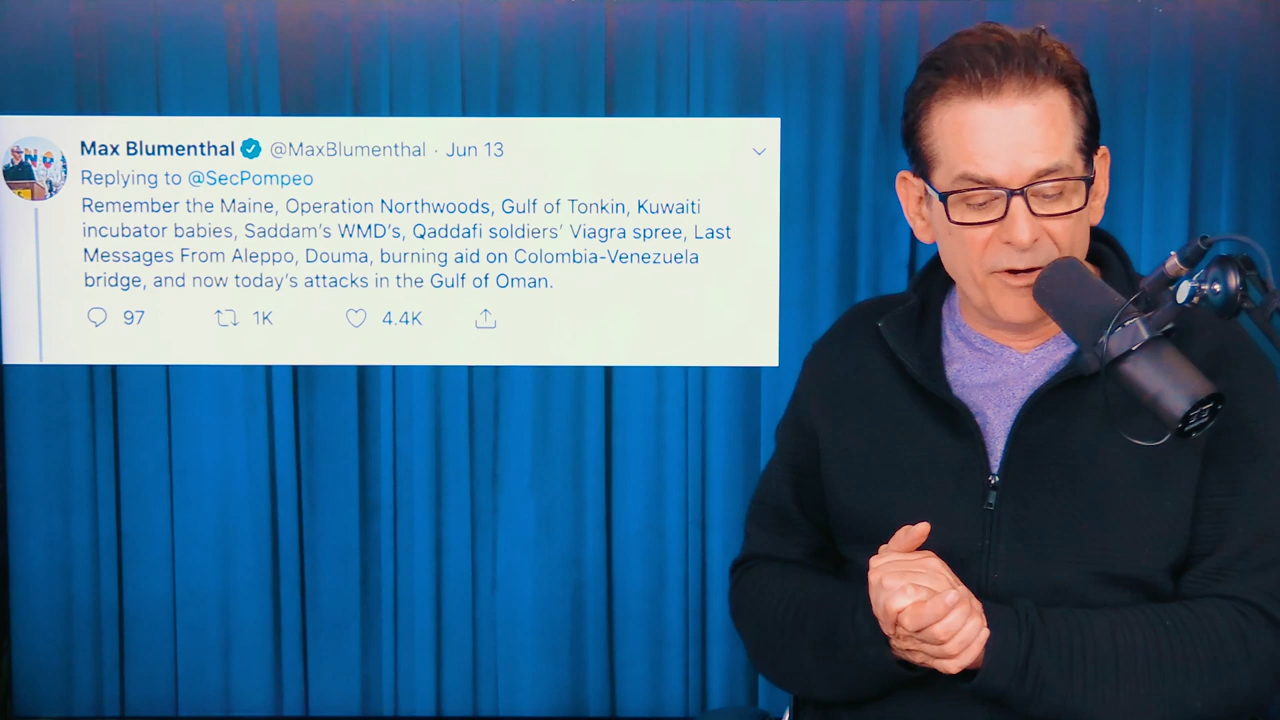 Max Blumenthal @MaxBlumenthal · Jun 13
Replying to @SecPompeo
Remember the Maine, Operation Northwoods, Gulf of Tonkin, Kuwaiti
incubator babies, Saddam's WMD's, Qaddafi soldiers' Viagra spree, Last
Messages From Aleppo, Douma, burning aid on Colombia-Venezuela
bridge, and now today's attacks in the Gulf of Oman.
97 1K 4.4K